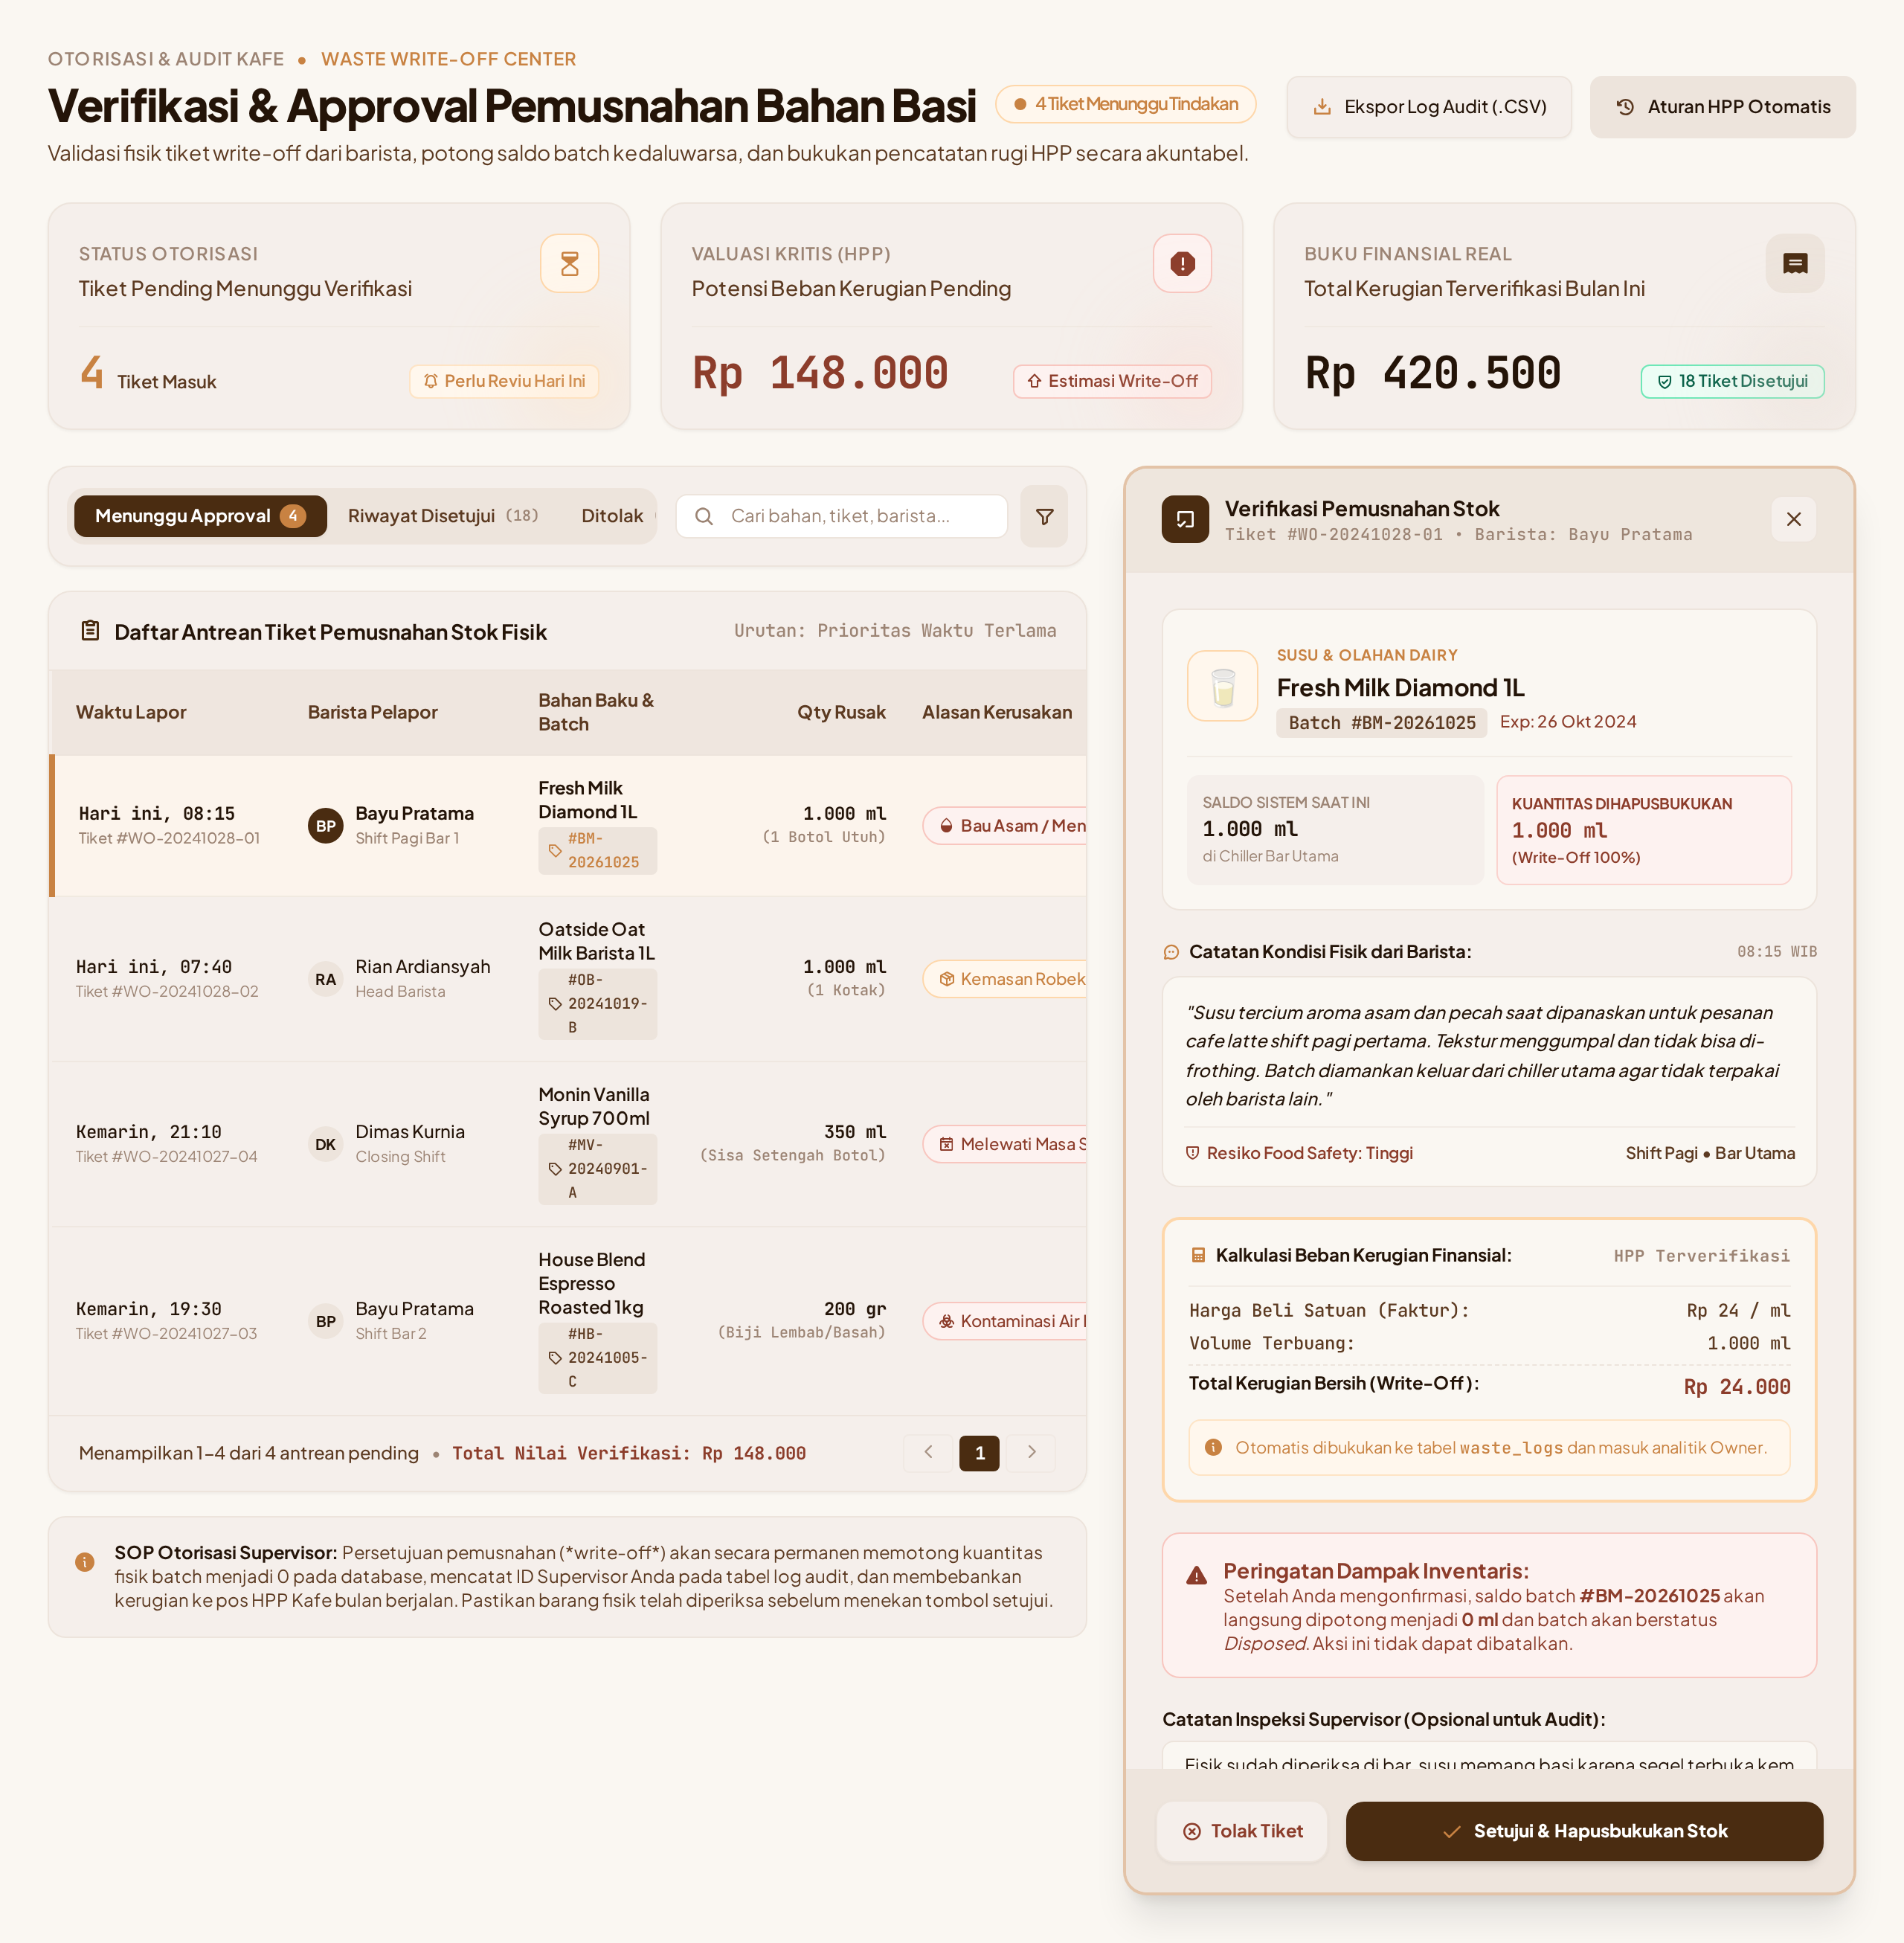 OTORISASI & AUDIT KAFE • WASTE WRITE-OFF CENTER
Verifikasi & Approval Pemusnahan Bahan Basi
4 Tiket Menunggu Tindakan
Ekspor Log Audit (.CSV)
Aturan HPP Otomatis
Validasi fisik tiket write-off dari barista, potong saldo batch kedaluwarsa, dan bukukan pencatatan rugi HPP secara akuntabel.
STATUS OTORISASI
Tiket Pending Menunggu Verifikasi
4 Tiket Masuk
Perlu Reviu Hari Ini
VALUASI KRITIS (HPP)
Potensi Beban Kerugian Pending
Rp 148.000
Estimasi Write-Off
BUKU FINANSIAL REAL
Total Kerugian Terverifikasi Bulan Ini
Rp 420.500
18 Tiket Disetujui
Menunggu Approval 4
Riwayat Disetujui (18)
Ditolak
Cari bahan, tiket, barista...
Daftar Antrean Tiket Pemusnahan Stok Fisik
Urutan: Prioritas Waktu Terlama
Waktu Lapor
Barista Pelapor
Bahan Baku &
Batch
Qty Rusak
Alasan Kerusakan
Hari ini, 08:15
Tiket #WO-20241028-01
BP
Bayu Pratama
Shift Pagi Bar 1
Fresh Milk
Diamond 1L
#BM-
20261025
1.000 ml
(1 Botol Utuh)
Bau Asam / Men
Hari ini, 07:40
Tiket #WO-20241028-02
RA
Rian Ardiansyah
Head Barista
Oatside Oat
Milk Barista 1L
#OB-
20241019-
B
1.000 ml
(1 Kotak)
Kemasan Robek
Kemarin, 21:10
Tiket #WO-20241027-04
DK
Dimas Kurnia
Closing Shift
Monin Vanilla
Syrup 700ml
#MV-
20240901-
A
350 ml
(Sisa Setengah Botol)
Melewati Masa S
Kemarin, 19:30
Tiket #WO-20241027-03
BP
Bayu Pratama
Shift Bar 2
House Blend
Espresso
Roasted 1kg
#HB-
20241005-
C
200 gr
(Biji Lembab/Basah)
Kontaminasi Air
Menampilkan 1-4 dari 4 antrean pending • Total Nilai Verifikasi: Rp 148.000
1
SOP Otorisasi Supervisor: Persetujuan pemusnahan (*write-off*) akan secara permanen memotong kuantitas
fisik batch menjadi 0 pada database, mencatat ID Supervisor Anda pada tabel log audit, dan membebankan
kerugian ke pos HPP Kafe bulan berjalan. Pastikan barang fisik telah diperiksa sebelum menekan tombol setujui.
Verifikasi Pemusnahan Stok
Tiket #WO-20241028-01 • Barista: Bayu Pratama
SUSU & OLAHAN DAIRY
Fresh Milk Diamond 1L
Batch #BM-20261025
Exp: 26 Okt 2024
SALDO SISTEM SAAT INI
1.000 ml
di Chiller Bar Utama
KUANTITAS DIHAPUSBUKUKAN
1.000 ml
(Write-Off 100%)
Catatan Kondisi Fisik dari Barista:
08:15 WIB
"Susu tercium aroma asam dan pecah saat dipanaskan untuk pesanan
cafe latte shift pagi pertama. Tekstur menggumpal dan tidak bisa di-
frothing. Batch diamankan keluar dari chiller utama agar tidak terpakai
oleh barista lain."
Resiko Food Safety: Tinggi
Shift Pagi • Bar Utama
Kalkulasi Beban Kerugian Finansial:
HPP Terverifikasi
Harga Beli Satuan (Faktur):
Rp 24 / ml
Volume Terbuang:
1.000 ml
Total Kerugian Bersih (Write-Off):
Rp 24.000
Otomatis dibukukan ke tabel waste_logs dan masuk analitik Owner.
Peringatan Dampak Inventaris:
Setelah Anda mengonfirmasi, saldo batch #BM-20261025 akan
langsung dipotong menjadi 0 ml dan batch akan berstatus
Disposed. Aksi ini tidak dapat dibatalkan.
Catatan Inspeksi Supervisor (Opsional untuk Audit):
Fisik sudah diperiksa di bar, susu memang basi karena segel terbuka kem
Tolak Tiket
Setujui & Hapusbukukan Stok